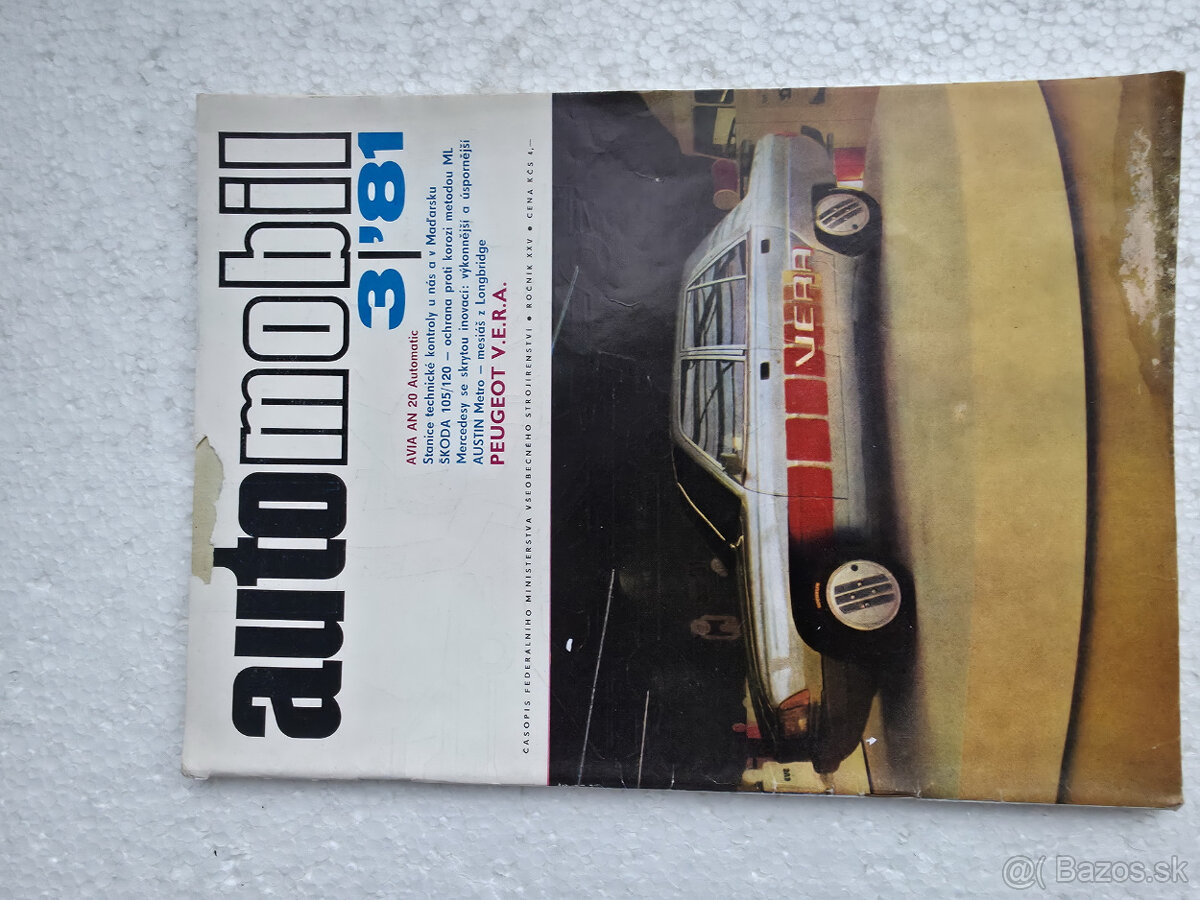 automobil
3|'81
AVIA AN 20 Automatic
Stanice technické kontroly u nás a v Maďarsku
ŠKODA 105/120 – ochrana proti korozi metodou ML
Mercedesy se skrytou inovací: výkonnější a úspornější
AUSTIN Metro – mesiáš z Longbridge
PEUGEOT V.E.R.A.
ČASOPIS FEDERÁLNÍHO MINISTERSTVA VŠEOBECNÉHO STROJÍRENSTVÍ ● ROČNÍK XXV ● CENA KČS 4,—
VERA
@( Bazos.sk